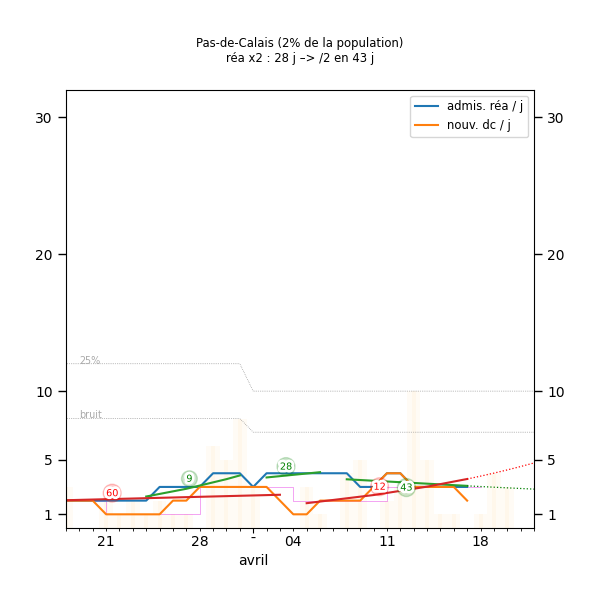 Pas-de-Calais (2% de la population)
réa x2 : 28 j –> /2 en 43 j
admis. réa / j
nouv. dc / j
30 30
20 20
25%
10 10
bruit
5 5
28
9
60
12
43
1 1
21 28 - 04 11 18
avril